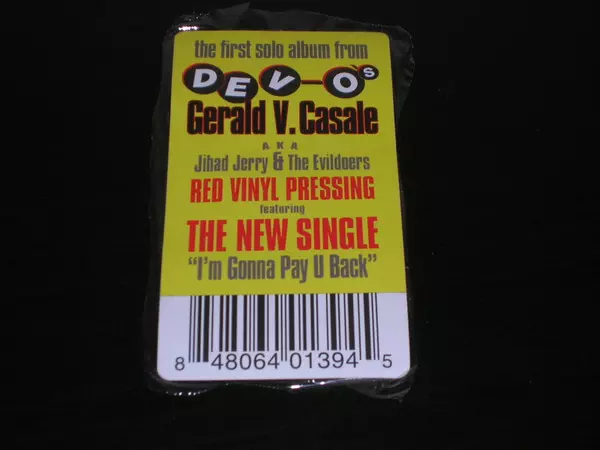 the first solo album from
DEV-O's
Gerald V. Casale
AKA
Jihad Jerry & The Evildoers
RED VINYL PRESSING
featuring
THE NEW SINGLE
"I'm Gonna Pay U Back"
8 48064 01394 5